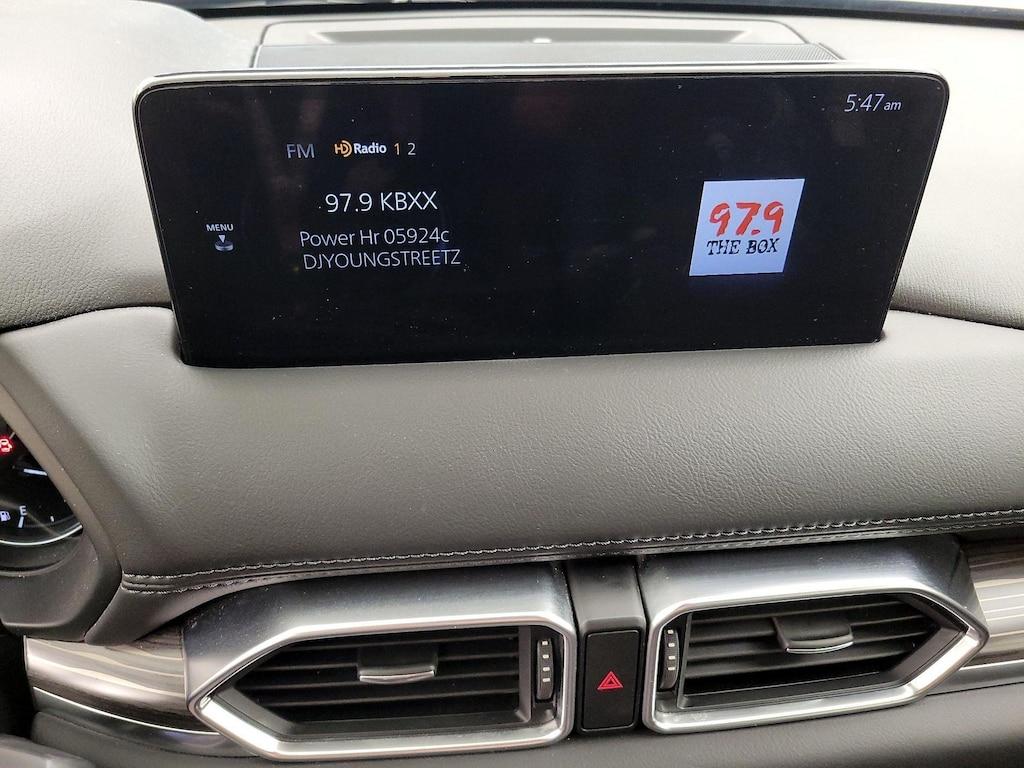 5:47am
FM HD Radio 1 2
97.9 KBXX
MENU
Power Hr 05924c
DJYOUNGSTREETZ
97.9
THE BOX
E